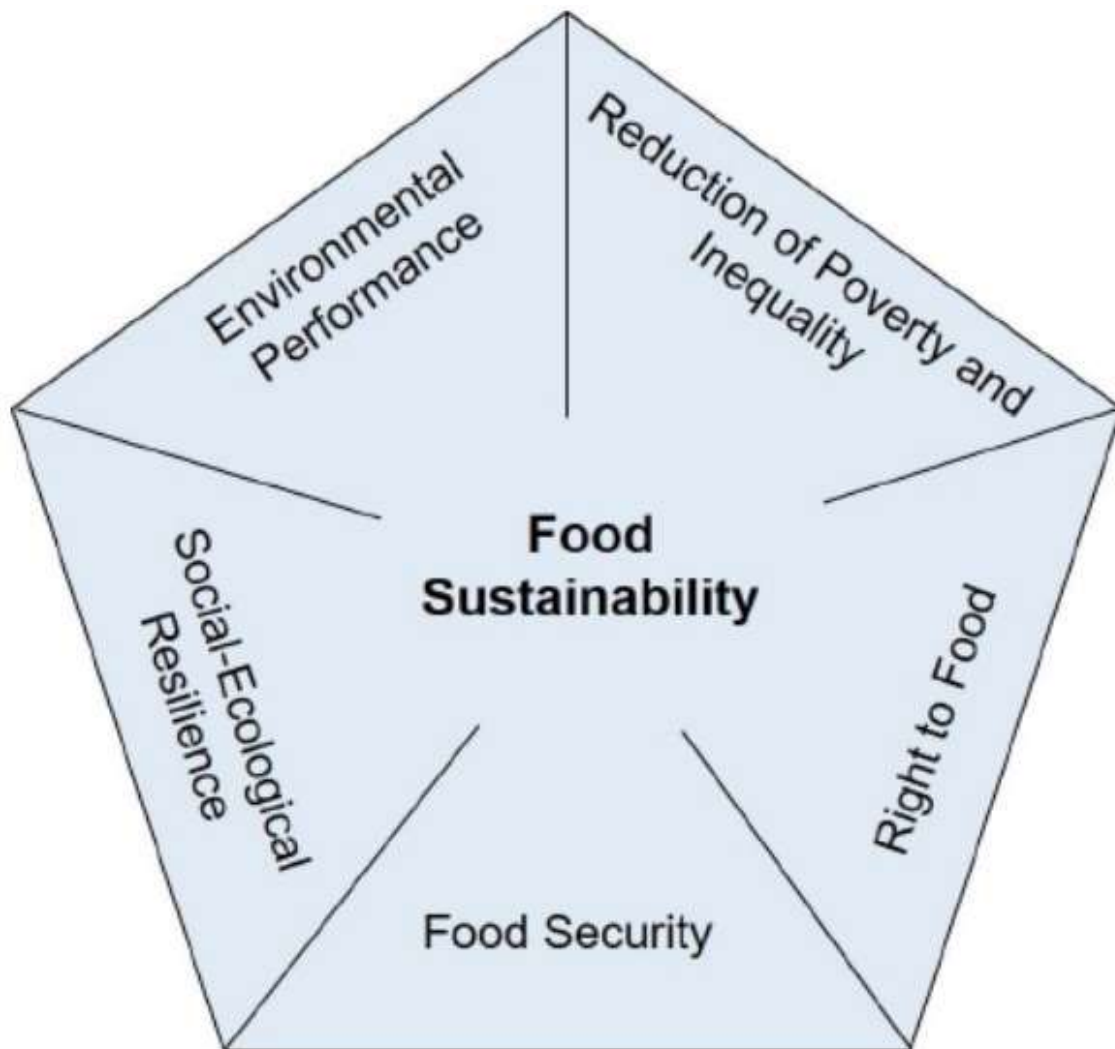 Environmental
Performance
Reduction of Poverty and
Inequality
Food
Sustainability
Social-Ecological
Resilience
Right to Food
Food Security